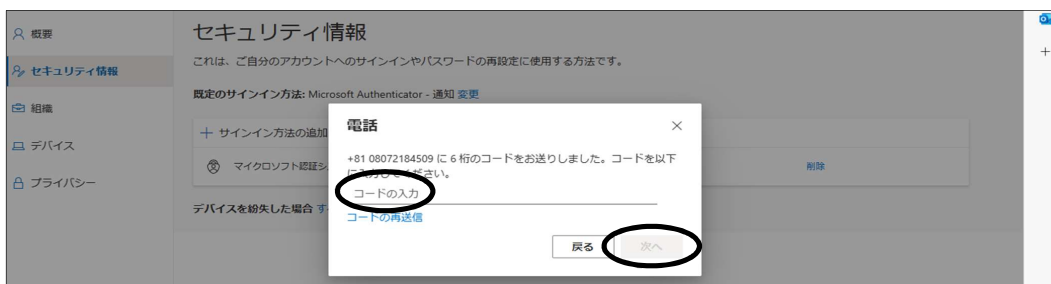 概要
セキュリティ情報
組織
デバイス
プライバシー
セキュリティ情報
これは、ご自分のアカウントへのサインインやパスワードの再設定に使用する方法です。
既定のサインイン方法: Microsoft Authenticator - 通知 変更
+ サインイン方法の追加
マイクロソフト認証シ
削除
デバイスを紛失した場合 す
電話
+81 08072184509 に 6 桁のコードをお送りしました。コードを以下
に入力してください。
コードの入力
コードの再送信
戻る
次へ